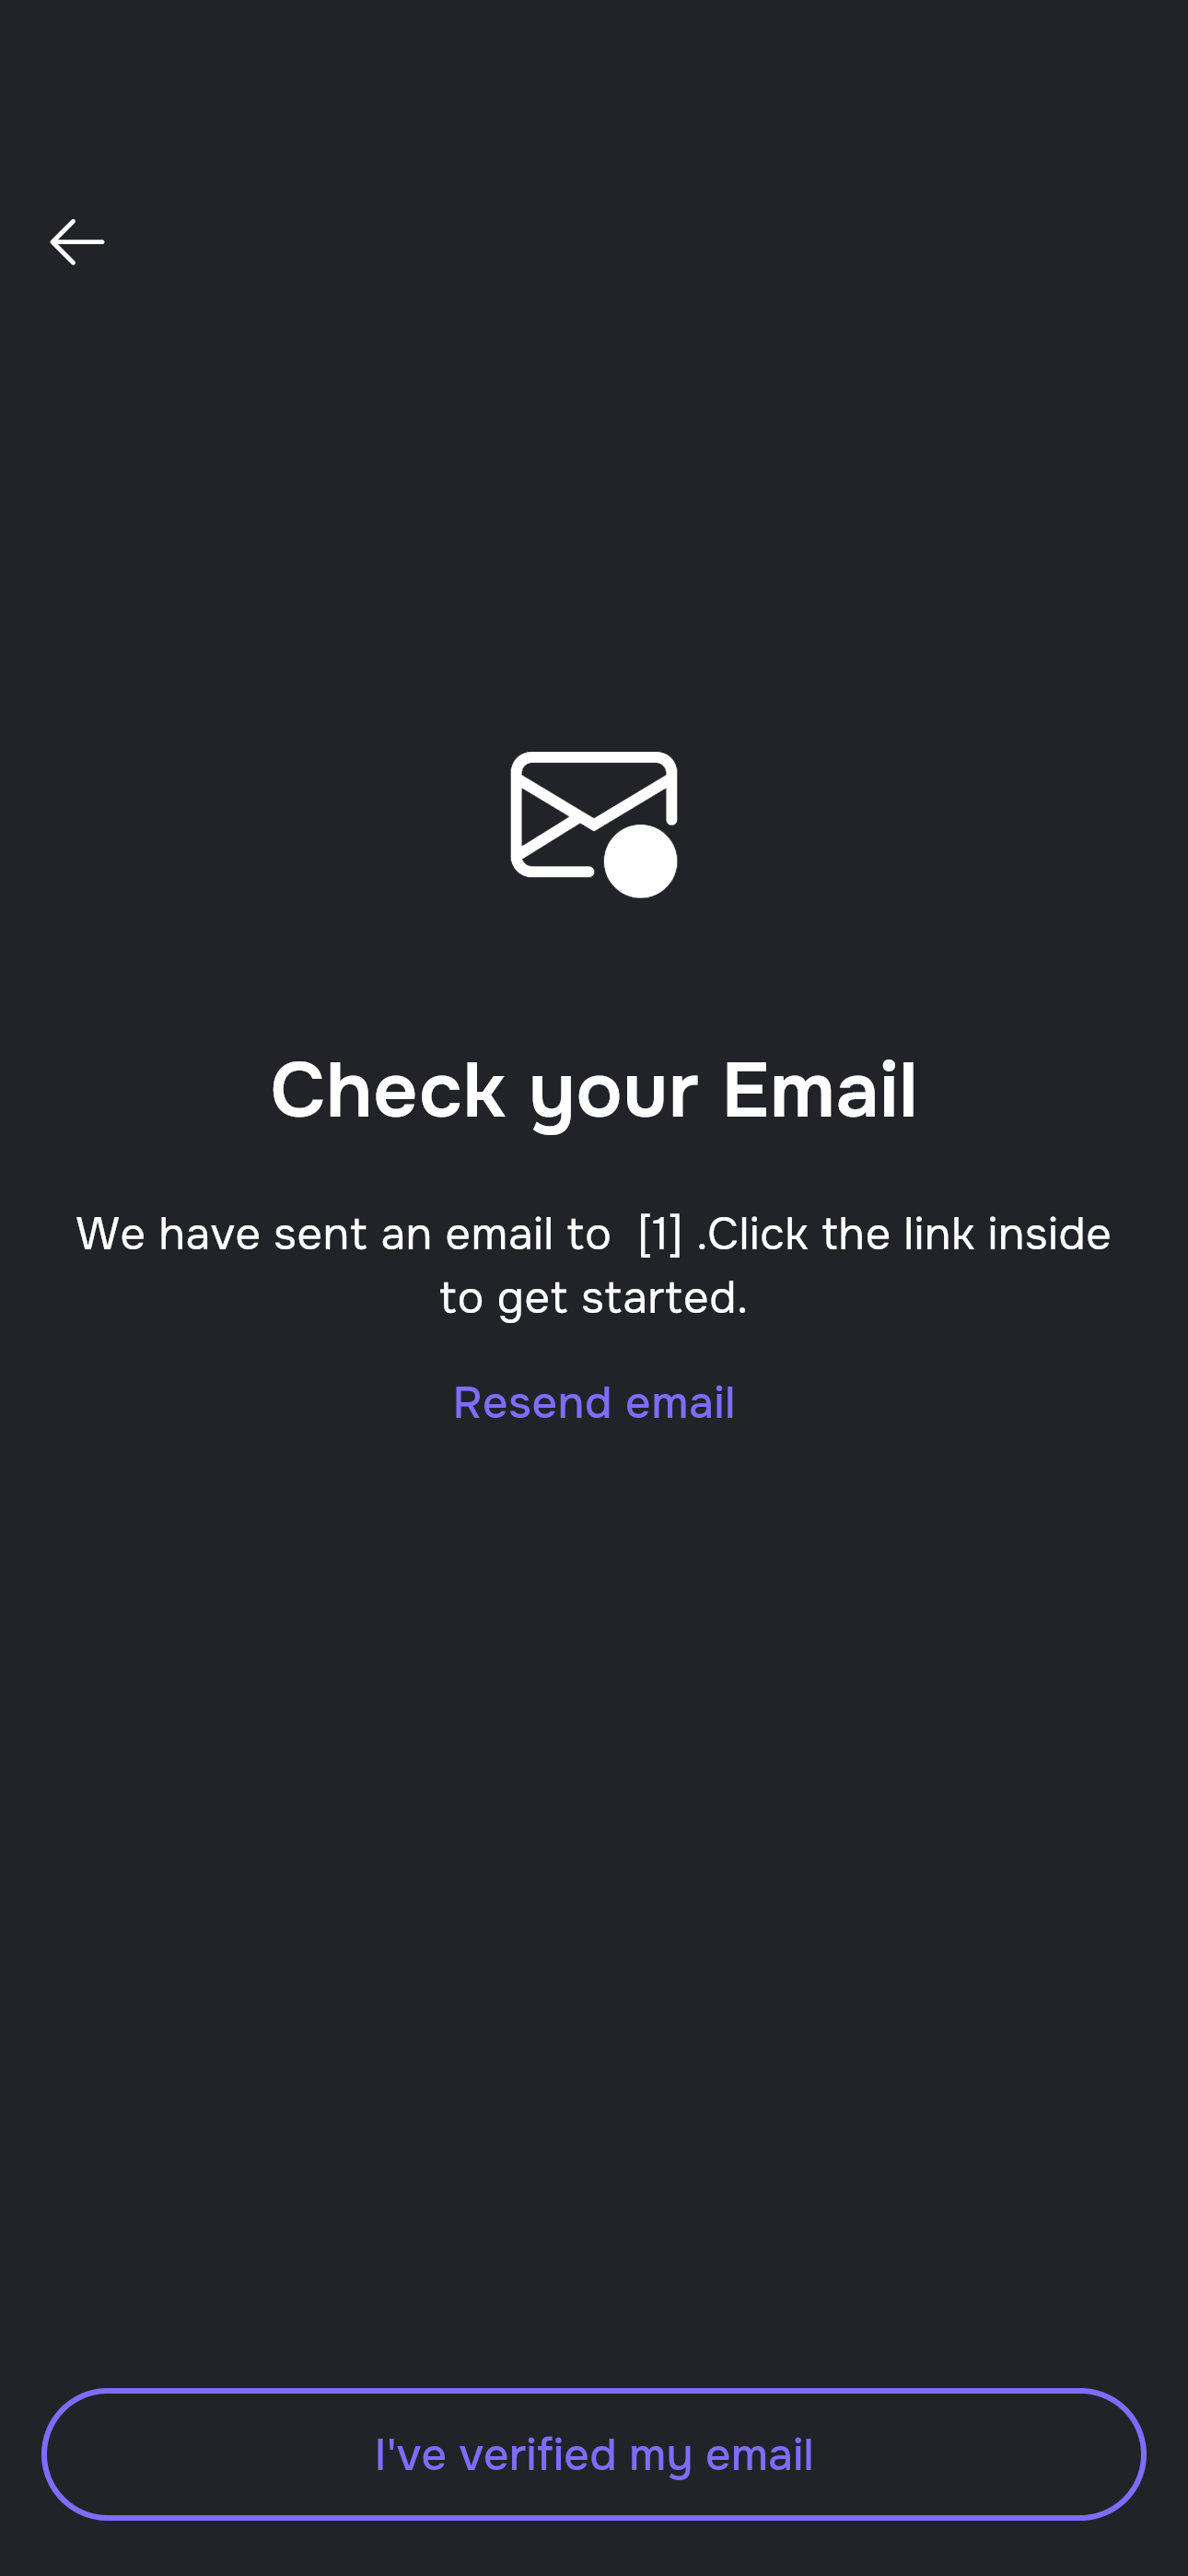 Check your Email
We have sent an email to  [1] .Click the link inside
to get started.
Resend email
I've verified my email